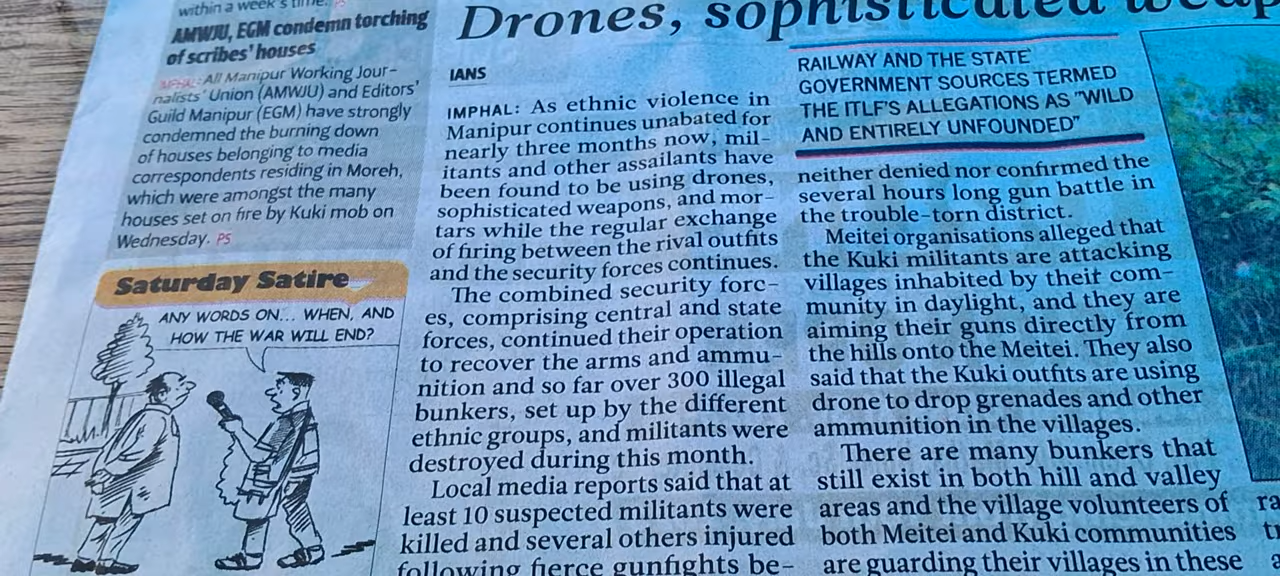 within a week's time. P5
AMWJU, EGM condemn torching
of scribes' houses
IMPHAL: All Manipur Working Jour-
nalists' Union (AMWJU) and Editors'
Guild Manipur (EGM) have strongly
condemned the burning down
of houses belonging to media
correspondents residing in Moreh,
which were amongst the many
houses set on fire by Kuki mob on
Wednesday. P5
Saturday Satire
ANY WORDS ON... WHEN, AND
HOW THE WAR WILL END?
Drones, sophisticated
IANS
IMPHAL: As ethnic violence in
Manipur continues unabated for
nearly three months now, mil-
itants and other assailants have
been found to be using drones,
sophisticated weapons, and mor-
tars while the regular exchange
of firing between the rival outfits
and the security forces continues.
The combined security forc-
es, comprising central and state
forces, continued their operation
to recover the arms and ammu-
nition and so far over 300 illegal
bunkers, set up by the different
ethnic groups, and militants were
destroyed during this month.
Local media reports said that at
least 10 suspected militants were
killed and several others injured
following fierce gunfights be-
RAILWAY AND THE STATE
GOVERNMENT SOURCES TERMED
THE ITLF'S ALLEGATIONS AS "WILD
AND ENTIRELY UNFOUNDED"
neither denied nor confirmed the
several hours long gun battle in
the trouble-torn district.
Meitei organisations alleged that
the Kuki militants are attacking
villages inhabited by their com-
munity in daylight, and they are
aiming their guns directly from
the hills onto the Meitei. They also
said that the Kuki outfits are using
drone to drop grenades and other
ammunition in the villages.
There are many bunkers that
still exist in both hill and valley
areas and the village volunteers of
both Meitei and Kuki communities
are guarding their villages in these